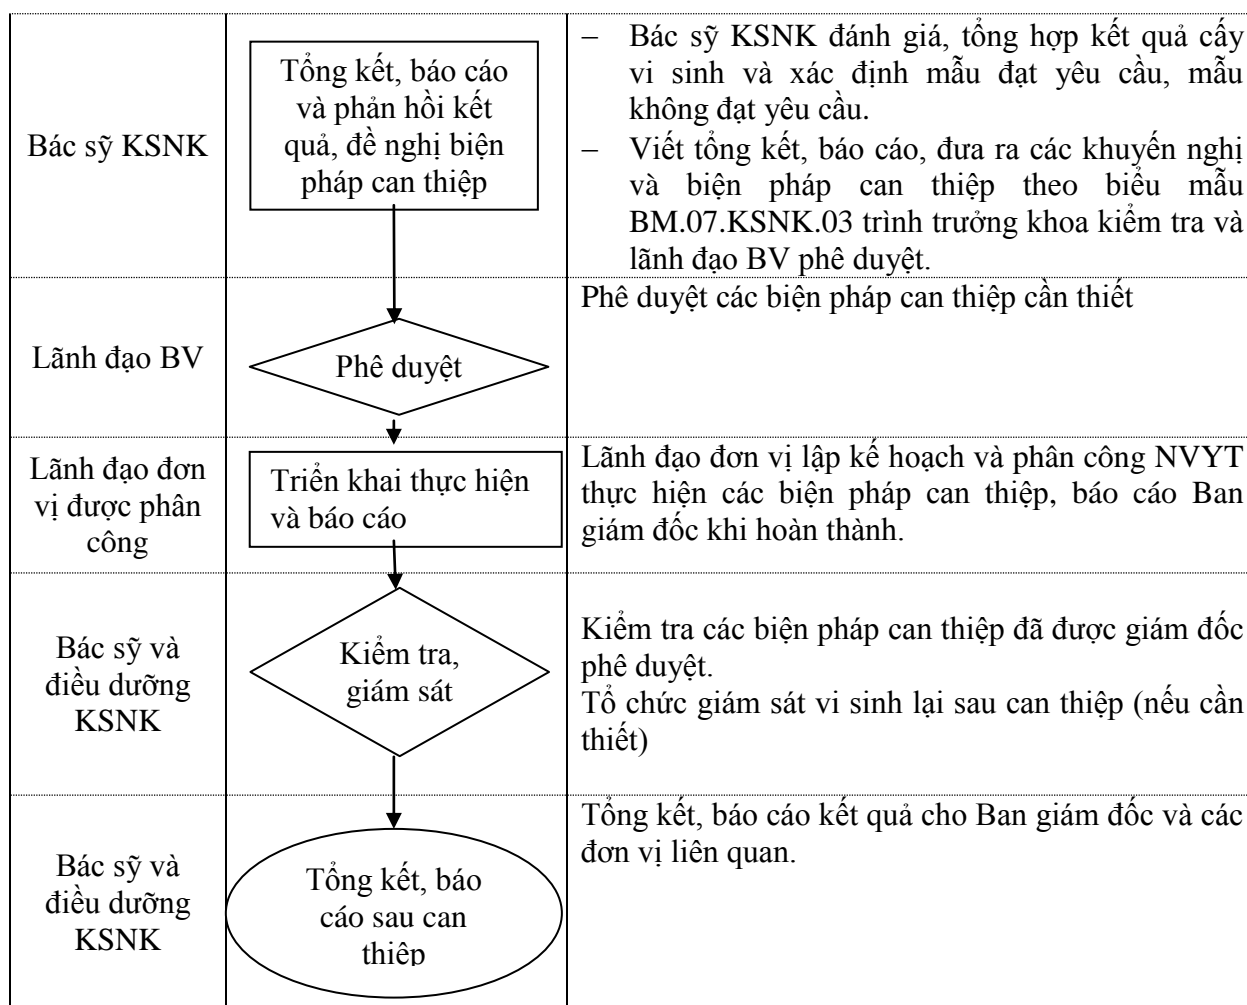 Bác sỹ KSNK
Tổng kết, báo cáo
và phản hồi kết
quả, đề nghị biện
pháp can thiệp
– Bác sỹ KSNK đánh giá, tổng hợp kết quả cấy
vi sinh và xác định mẫu đạt yêu cầu, mẫu
không đạt yêu cầu.
– Viết tổng kết, báo cáo, đưa ra các khuyến nghị
và biện pháp can thiệp theo biểu mẫu
BM.07.KSNK.03 trình trưởng khoa kiểm tra và
lãnh đạo BV phê duyệt.
Lãnh đạo BV
Phê duyệt
Phê duyệt các biện pháp can thiệp cần thiết
Lãnh đạo đơn
vị được phân
công
Triển khai thực hiện
và báo cáo
Lãnh đạo đơn vị lập kế hoạch và phân công NVYT
thực hiện các biện pháp can thiệp, báo cáo Ban
giám đốc khi hoàn thành.
Bác sỹ và
điều dưỡng
KSNK
Kiểm tra,
giám sát
Kiểm tra các biện pháp can thiệp đã được giám đốc
phê duyệt.
Tổ chức giám sát vi sinh lại sau can thiệp (nếu cần
thiết)
Bác sỹ và
điều dưỡng
KSNK
Tổng kết, báo
cáo sau can
thiệp
Tổng kết, báo cáo kết quả cho Ban giám đốc và các
đơn vị liên quan.